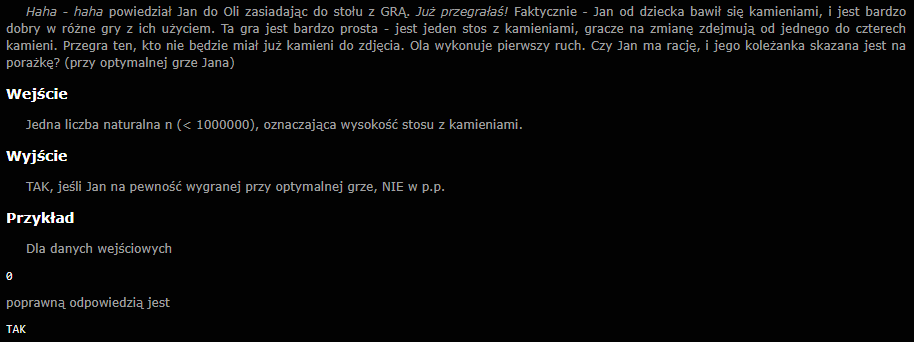 Haha - haha powiedział Jan do Oli zasiadając do stołu z GRĄ. Już przegrałaś! Faktycznie - Jan od dziecka bawił się kamieniami, i jest bardzo
dobry w różne gry z ich użyciem. Ta gra jest bardzo prosta - jest jeden stos z kamieniami, gracze na zmianę zdejmują od jednego do czterech
kamieni. Przegra ten, kto nie będzie miał już kamieni do zdjęcia. Ola wykonuje pierwszy ruch. Czy Jan ma rację, i jego koleżanka skazana jest na
porażkę? (przy optymalnej grze Jana)
Wejście
Jedna liczba naturalna n (< 1000000), oznaczająca wysokość stosu z kamieniami.
Wyjście
TAK, jeśli Jan na pewność wygranej przy optymalnej grze, NIE w p.p.
Przykład
Dla danych wejściowych
0
poprawną odpowiedzią jest
TAK